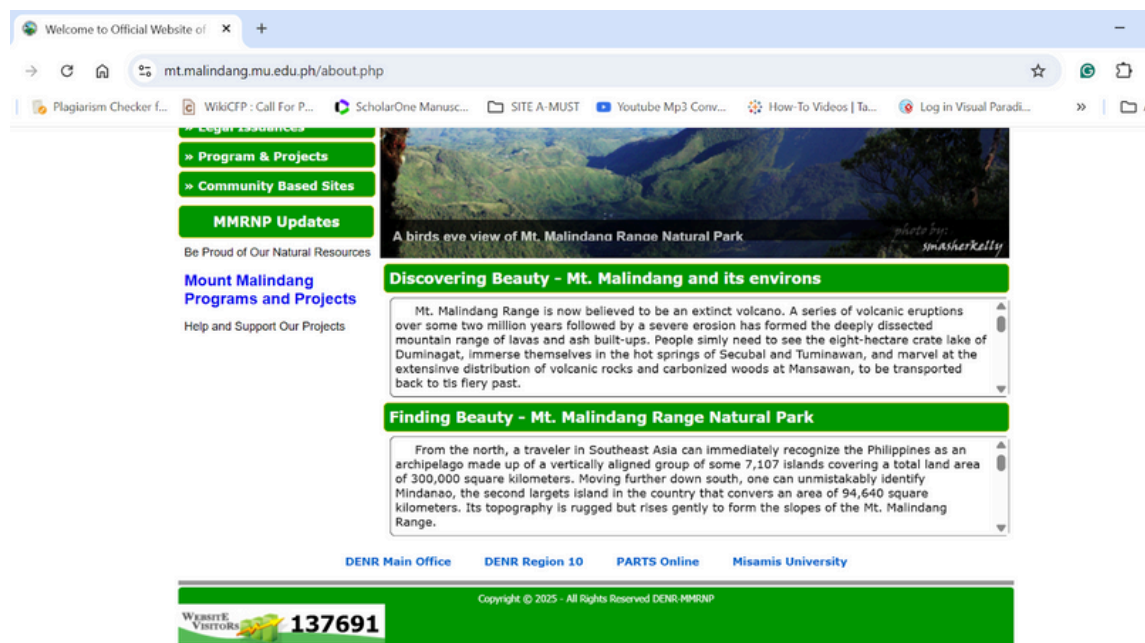 Welcome to Official Website of
mt.malindang.mu.edu.ph/about.php
Plagiarism Checker f...
WikiCFP : Call For P...
ScholarOne Manusc...
SITE A-MUST
Youtube Mp3 Conv...
How-To Videos | Ta...
Log in Visual Paradi...
»
» Legal Issuances
» Program & Projects
» Community Based Sites
MMRNP Updates
Be Proud of Our Natural Resources
Mount Malindang
Programs and Projects
Help and Support Our Projects
A birds eye view of Mt. Malindang Range Natural Park
photo by:
smasherkelly
Discovering Beauty - Mt. Malindang and its environs
Mt. Malindang Range is now believed to be an extinct volcano. A series of volcanic eruptions
over some two million years followed by a severe erosion has formed the deeply dissected
mountain range of lavas and ash built-ups. People simly need to see the eight-hectare crate lake of
Duminagat, immerse themselves in the hot springs of Secubal and Tuminawan, and marvel at the
extensinve distribution of volcanic rocks and carbonized woods at Mansawan, to be transported
back to tis fiery past.
Finding Beauty - Mt. Malindang Range Natural Park
From the north, a traveler in Southeast Asia can immediately recognize the Philippines as an
archipelago made up of a vertically aligned group of some 7,107 islands covering a total land area
of 300,000 square kilometers. Moving further down south, one can unmistakably identify
Mindanao, the second largets island in the country that convers an area of 94,640 square
kilometers. Its topography is rugged but rises gently to form the slopes of the Mt. Malindang
Range.
DENR Main Office
DENR Region 10
PARTS Online
Misamis University
Copyright © 2025 - All Rights Reserved DENR-MMRNP
WEBSITE
VISITORS
137691